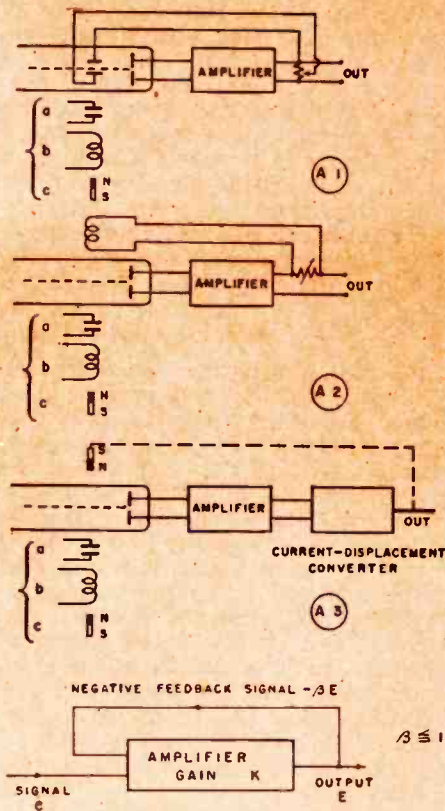 AMPLIFIER
OUT
a
b
c
N
S
A 1
AMPLIFIER
OUT
a
b
c
N
S
A 2
S
N
AMPLIFIER
OUT
CURRENT-DISPLACEMENT
CONVERTER
a
b
c
N
S
A 3
NEGATIVE FEEDBACK SIGNAL -βE
β ≦ 1
AMPLIFIER
GAIN K
SIGNAL
e
OUTPUT
E